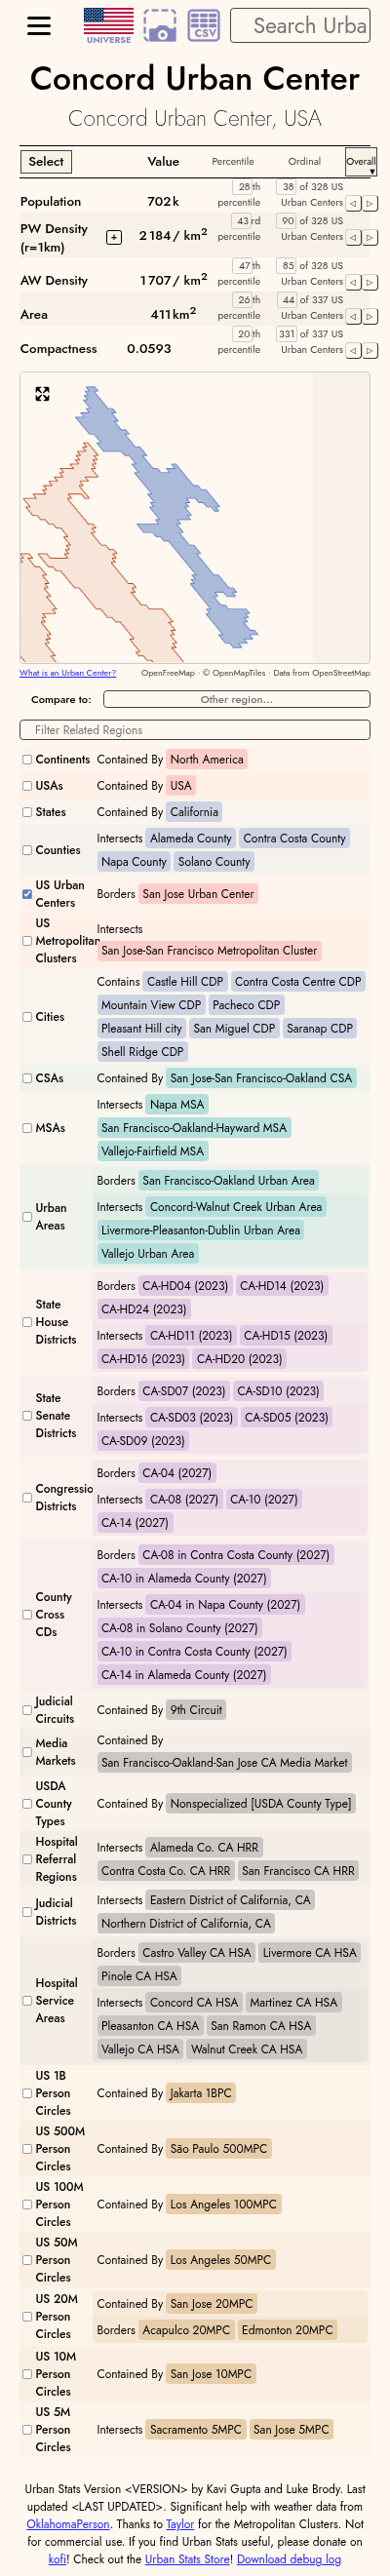 UNIVERSE
CSV
Search Urba
Concord Urban Center
Concord Urban Center, USA
Select Value Percentile Ordinal Overall ▼
Population 702k 28th percentile 38 of 328 US Urban Centers ◁ ▷
PW Density (r=1km) + 2 184 / km2 43rd percentile 90 of 328 US Urban Centers ◁ ▷
AW Density 1 707 / km2 47th percentile 85 of 328 US Urban Centers ◁ ▷
Area 411 km2 26th percentile 44 of 337 US Urban Centers ◁ ▷
Compactness 0.0593 20th percentile 331 of 337 US Urban Centers ◁ ▷
What is an Urban Center? OpenFreeMap · © OpenMapTiles · Data from OpenStreetMap
Compare to: Other region...
Filter Related Regions
Continents Contained By North America
USAs Contained By USA
States Contained By California
Counties Intersects Alameda County Contra Costa County
Napa County Solano County
US Urban Centers Borders San Jose Urban Center
US Metropolitan Clusters Intersects
San Jose-San Francisco Metropolitan Cluster
Cities Contains Castle Hill CDP Contra Costa Centre CDP
Mountain View CDP Pacheco CDP
Pleasant Hill city San Miguel CDP Saranap CDP
Shell Ridge CDP
CSAs Contained By San Jose-San Francisco-Oakland CSA
MSAs Intersects Napa MSA
San Francisco-Oakland-Hayward MSA
Vallejo-Fairfield MSA
Urban Areas Borders San Francisco-Oakland Urban Area
Intersects Concord-Walnut Creek Urban Area
Livermore-Pleasanton-Dublin Urban Area
Vallejo Urban Area
State House Districts Borders CA-HD04 (2023) CA-HD14 (2023)
CA-HD24 (2023)
Intersects CA-HD11 (2023) CA-HD15 (2023)
CA-HD16 (2023) CA-HD20 (2023)
State Senate Districts Borders CA-SD07 (2023) CA-SD10 (2023)
Intersects CA-SD03 (2023) CA-SD05 (2023)
CA-SD09 (2023)
Congressio Districts Borders CA-04 (2027)
Intersects CA-08 (2027) CA-10 (2027)
CA-14 (2027)
County Cross CDs Borders CA-08 in Contra Costa County (2027)
CA-10 in Alameda County (2027)
Intersects CA-04 in Napa County (2027)
CA-08 in Solano County (2027)
CA-10 in Contra Costa County (2027)
CA-14 in Alameda County (2027)
Judicial Circuits Contained By 9th Circuit
Media Markets Contained By
San Francisco-Oakland-San Jose CA Media Market
USDA County Types Contained By Nonspecialized [USDA County Type]
Hospital Referral Regions Intersects Alameda Co. CA HRR
Contra Costa Co. CA HRR San Francisco CA HRR
Judicial Districts Intersects Eastern District of California, CA
Northern District of California, CA
Hospital Service Areas Borders Castro Valley CA HSA Livermore CA HSA
Pinole CA HSA
Intersects Concord CA HSA Martinez CA HSA
Pleasanton CA HSA San Ramon CA HSA
Vallejo CA HSA Walnut Creek CA HSA
US 1B Person Circles Contained By Jakarta 1BPC
US 500M Person Circles Contained By São Paulo 500MPC
US 100M Person Circles Contained By Los Angeles 100MPC
US 50M Person Circles Contained By Los Angeles 50MPC
US 20M Person Circles Contained By San Jose 20MPC
Borders Acapulco 20MPC Edmonton 20MPC
US 10M Person Circles Contained By San Jose 10MPC
US 5M Person Circles Intersects Sacramento 5MPC San Jose 5MPC
Urban Stats Version <VERSION> by Kavi Gupta and Luke Brody. Last
updated <LAST UPDATED>. Significant help with weather data from
OklahomaPerson. Thanks to Taylor for the Metropolitan Clusters. Not
for commercial use. If you find Urban Stats useful, please donate on
kofi! Check out the Urban Stats Store! Download debug log